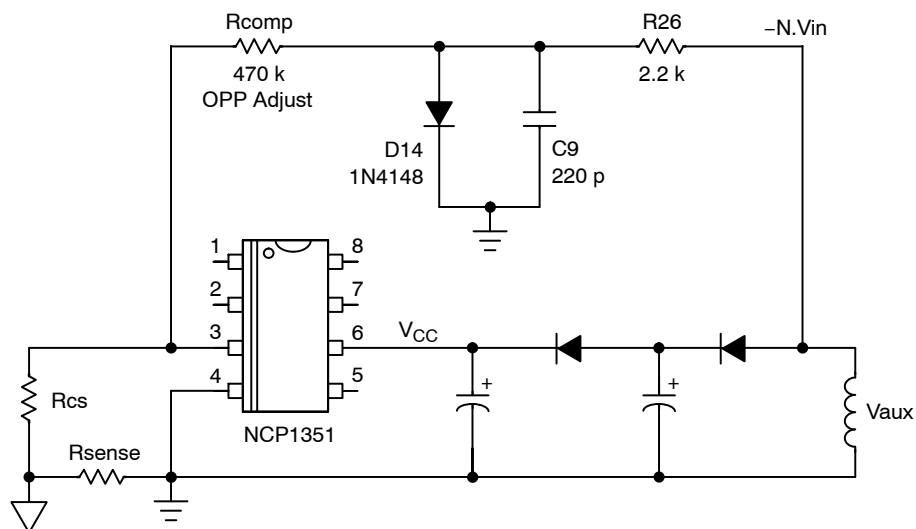 Rcomp
470 k
OPP Adjust
R26
2.2 k
−N.Vin
D14
1N4148
C9
220 p
1
2
3
4
8
7
6
5
NCP1351
VCC
+
+
Rcs
Rsense
Vaux